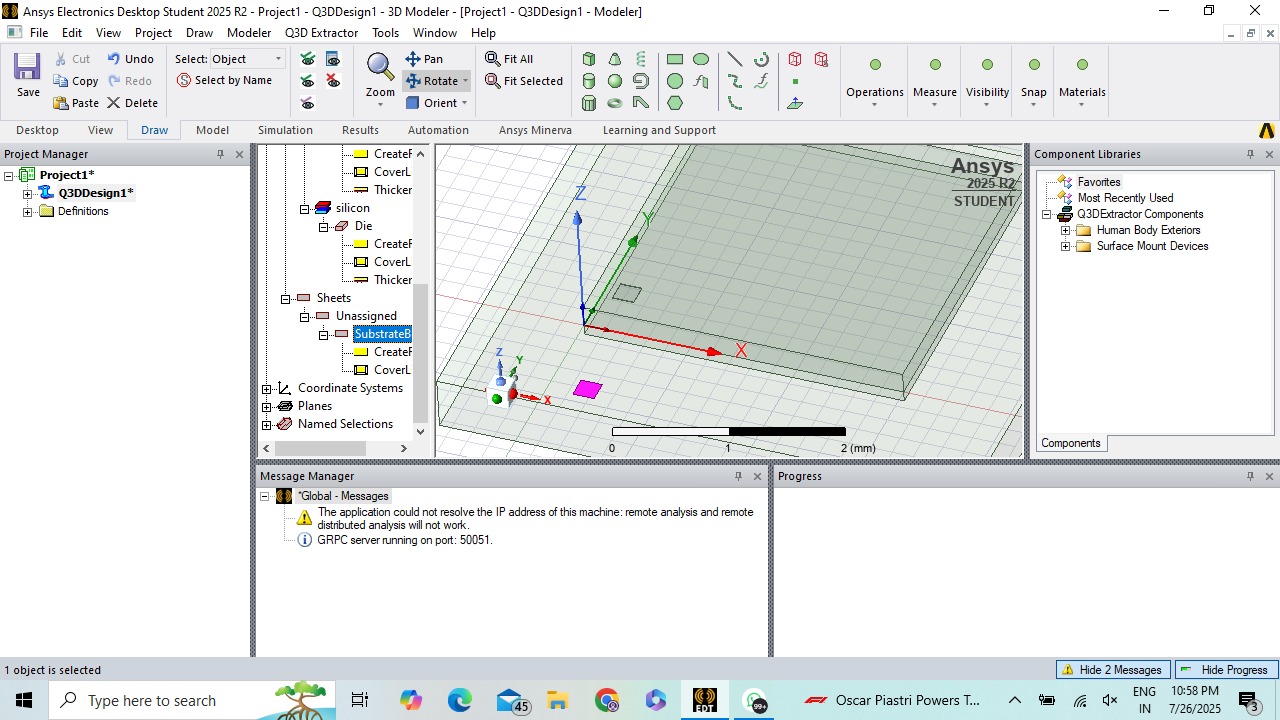 Ansys Electronics Desktop Student 2025 R2 - Project1 - Q3DDesign1 - 3D Modeler - [Project1 - Q3DDesign1 - Modeler]
File Edit View Project Draw Modeler Q3D Extractor Tools Window Help
Save
Cut
Copy
Paste
Undo
Redo
Delete
Select: Object
Select by Name
Zoom
Pan
Rotate
Orient
Fit All
Fit Selected
Operations
Measure
Visibility
Snap
Materials
Desktop View Draw Model Simulation Results Automation Ansys Minerva Learning and Support
Project Manager
Project1*
Q3DDesign1*
Definitions
CreateR
CoverL
Thicker
silicon
Die
CreateR
CoverL
Thicker
Sheets
Unassigned
SubstrateB
CreateR
CoverL
Coordinate Systems
Planes
Named Selections
Ansys
2025 R2
STUDENT
Z
Y
X
Z
Y
X
0 1 2 (mm)
Component Libraries
Favorites
Most Recently Used
Q3DExtractor Components
Human Body Exteriors
Surface Mount Devices
Components
Message Manager
*Global - Messages
The application could not resolve the IP address of this machine: remote analysis and remote
distributed analysis will not work.
GRPC server running on port: 50051.
Progress
1 object is selected
Hide 2 Messages
Hide Progress
Type here to search
45
EDT
99+
Oscar Piastri Powers T...
ENG
IN
10:58 PM
7/26/2025
3